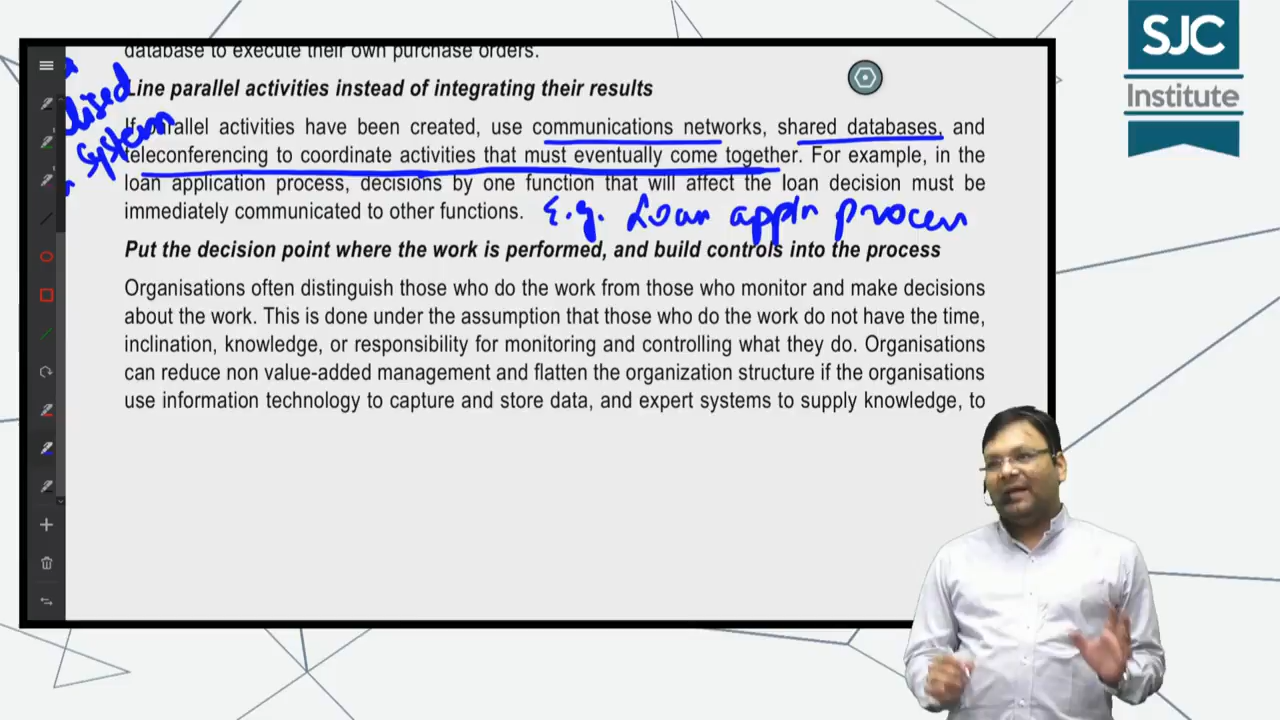 SJC
Institute
database to execute their own purchase orders.
Line parallel activities instead of integrating their results
If parallel activities have been created, use communications networks, shared databases, and
teleconferencing to coordinate activities that must eventually come together. For example, in the
loan application process, decisions by one function that will affect the loan decision must be
immediately communicated to other functions.
E.g. Loan appln process
Put the decision point where the work is performed, and build controls into the process
Organisations often distinguish those who do the work from those who monitor and make decisions
about the work. This is done under the assumption that those who do the work do not have the time,
inclination, knowledge, or responsibility for monitoring and controlling what they do. Organisations
can reduce non value-added management and flatten the organization structure if the organisations
use information technology to capture and store data, and expert systems to supply knowledge, to
system